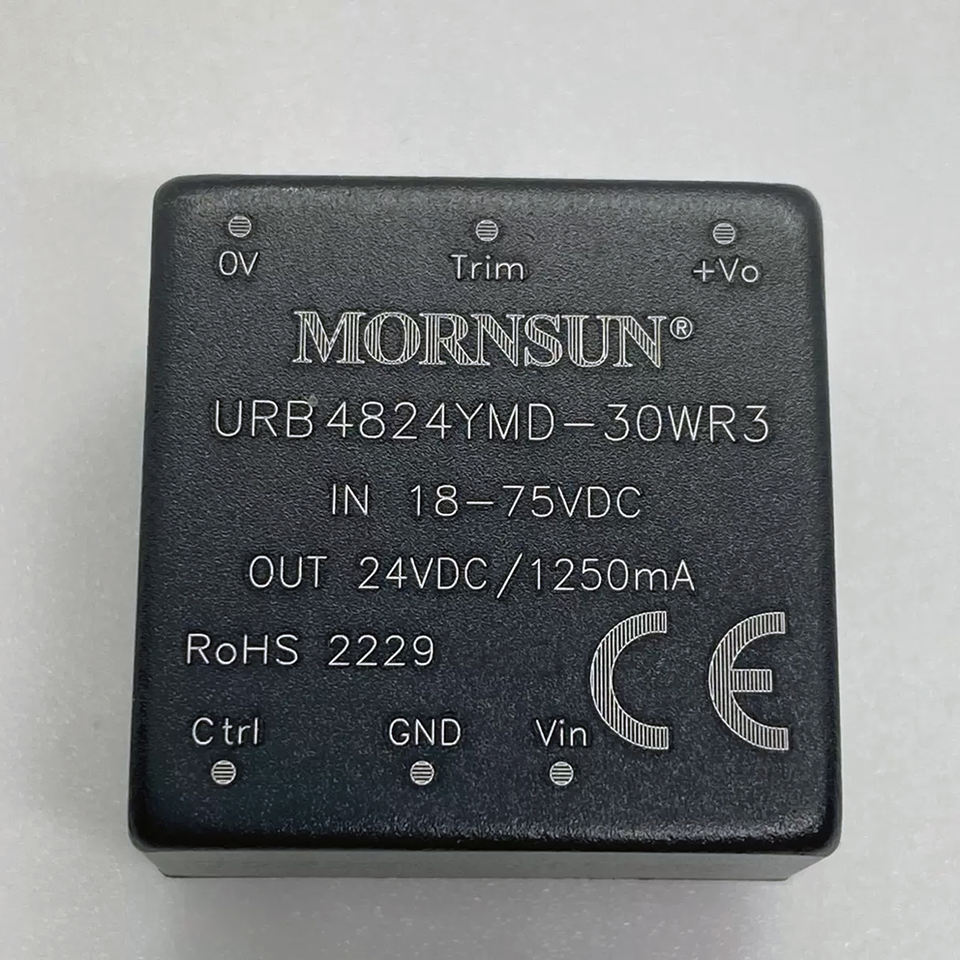 0V Trim +Vo
MORNSUN®
URB4824YMD-30WR3
IN 18-75VDC
OUT 24VDC/1250mA
RoHS 2229 CE
Ctrl GND Vin